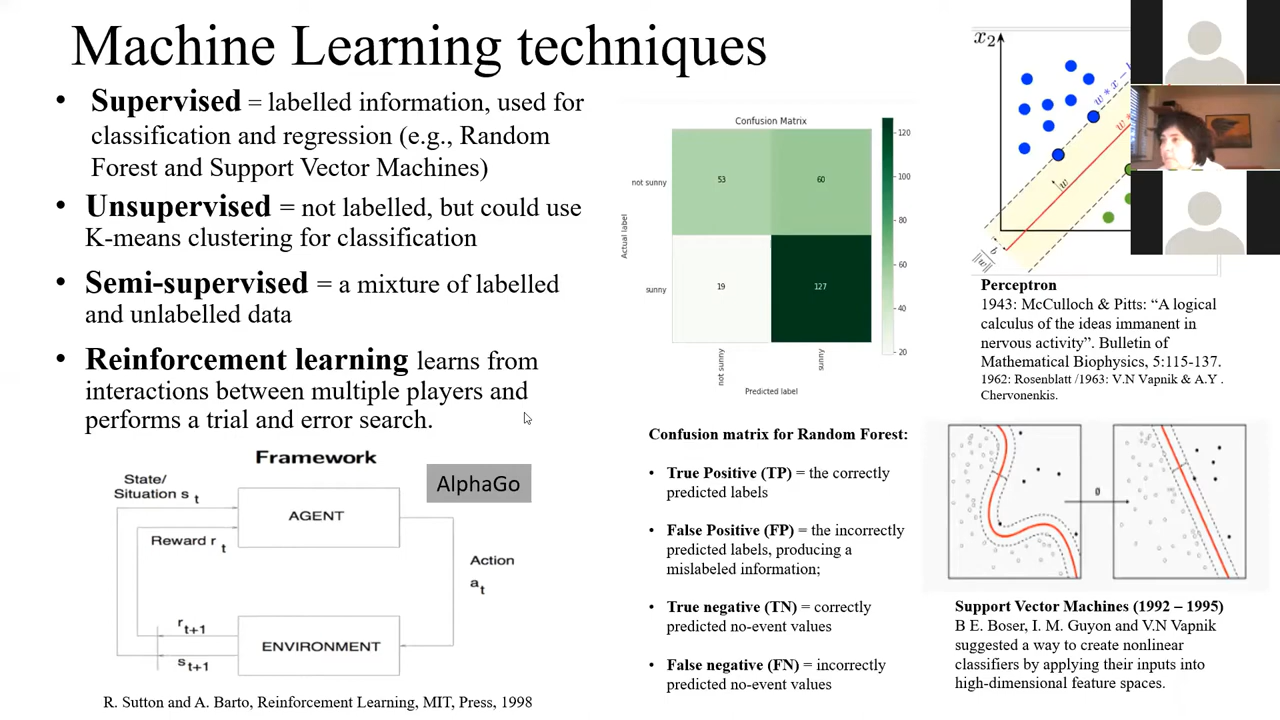 Machine Learning techniques
• Supervised = labelled information, used for
classification and regression (e.g., Random
Forest and Support Vector Machines)
• Unsupervised = not labelled, but could use
K-means clustering for classification
• Semi-supervised = a mixture of labelled
and unlabelled data
• Reinforcement learning learns from
interactions between multiple players and
performs a trial and error search.
Framework
AlphaGo
State/
Situation s t
AGENT
Reward r t
Action
a t
r t+1
s t+1
ENVIRONMENT
R. Sutton and A. Barto, Reinforcement Learning, MIT, Press, 1998
Confusion Matrix
not sunny
53
60
sunny
19
127
Actual label
not sunny
sunny
Predicted label
120
100
80
60
40
20
Confusion matrix for Random Forest:
• True Positive (TP) = the correctly
predicted labels
• False Positive (FP) = the incorrectly
predicted labels, producing a
mislabeled information;
• True negative (TN) = correctly
predicted no-event values
• False negative (FN) = incorrectly
predicted no-event values
x2
w * x −
w *
w
b
||w||
Perceptron
1943: McCulloch & Pitts: “A logical
calculus of the ideas immanent in
nervous activity”. Bulletin of
Mathematical Biophysics, 5:115-137.
1962: Rosenblatt /1963: V.N Vapnik & A.Y .
Chervonenkis.
Support Vector Machines (1992 – 1995)
B E. Boser, I. M. Guyon and V.N Vapnik
suggested a way to create nonlinear
classifiers by applying their inputs into
high-dimensional feature spaces.